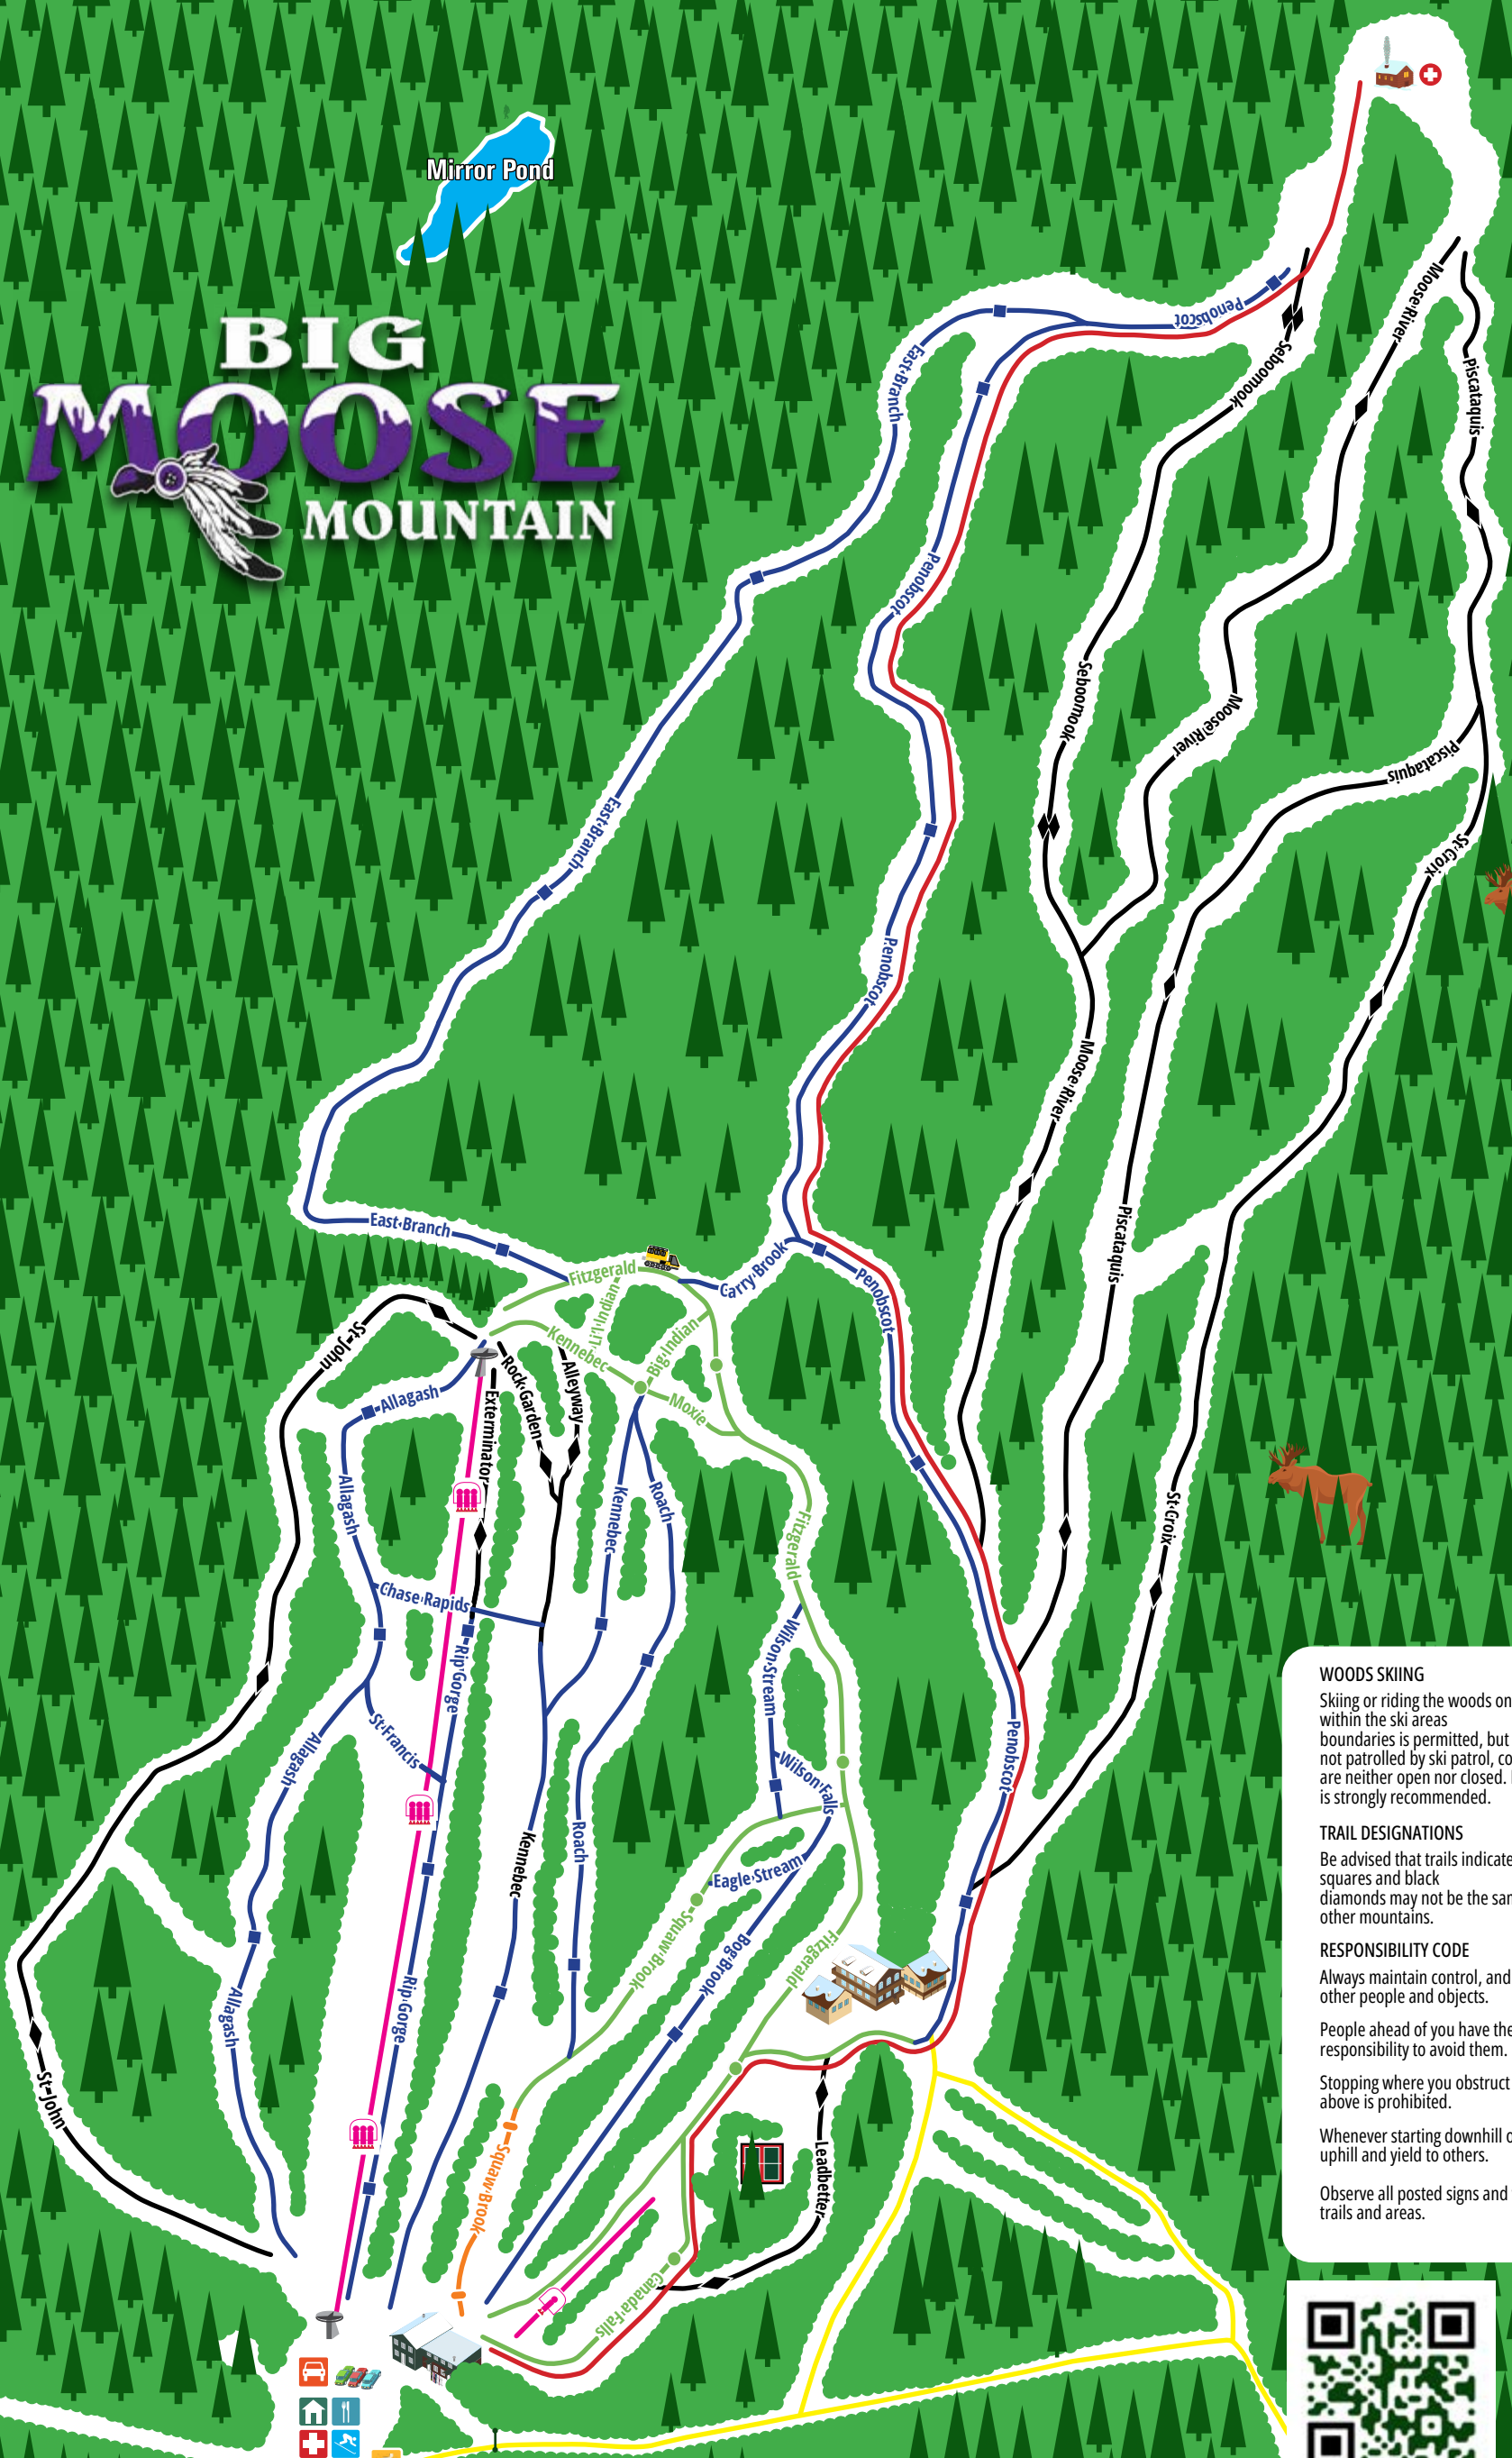 Mirror Pond
BIG
MOOSE
MOUNTAIN
Penobscot
East Branch
Seboomook
Moose River
Piscataquis
Penobscot
Seboomook
Moose River
Piscataquis
St. Croix
East Branch
Penobscot
Moose River
Piscataquis
East Branch
Carry Brook
Penobscot
Fitzgerald
Li'l Indian
Big Indian
Kennebec
Moxie
St. John
Allagash
Rock Garden
Alleyway
Exterminator
Allagash
Kennebec
Roach
Fitzgerald
St. Croix
Chase Rapids
Rip Gorge
Wilson Stream
St. Francis
Allagash
Wilson Falls
Penobscot
Kennebec
Roach
Eagle Stream
Squaw Brook
Bog Brook
Fitzgerald
Allagash
Rip Gorge
St. John
Squaw Brook
Leadbetter
Canada Falls
WOODS SKIING
Skiing or riding the woods on
within the ski areas
boundaries is permitted, but
not patrolled by ski patrol, co
are neither open nor closed.
is strongly recommended.
TRAIL DESIGNATIONS
Be advised that trails indicate
squares and black
diamonds may not be the sam
other mountains.
RESPONSIBILITY CODE
Always maintain control, and
other people and objects.
People ahead of you have the
responsibility to avoid them.
Stopping where you obstruct
above is prohibited.
Whenever starting downhill o
uphill and yield to others.
Observe all posted signs and
trails and areas.